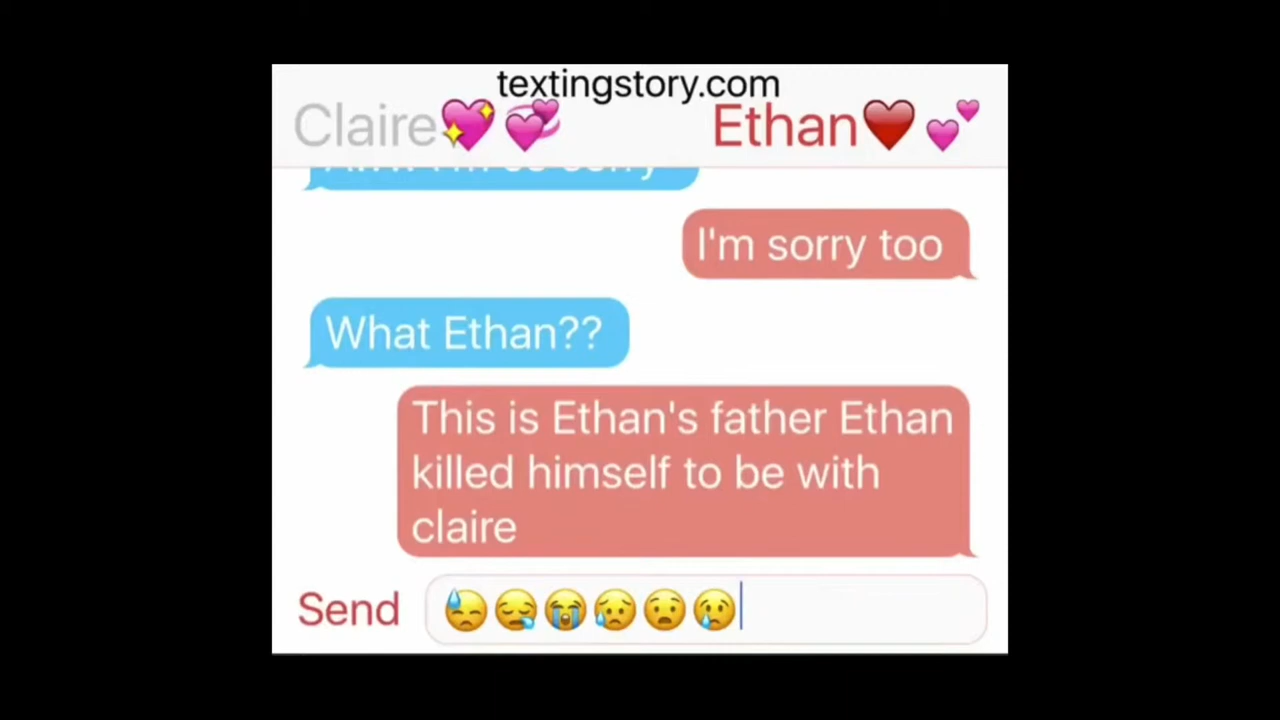 textingstory.com
Claire💖💞 Ethan❤️💕
sorry
I'm sorry too
What Ethan??
This is Ethan's father Ethan
killed himself to be with
claire
Send 😓😪😭😥😧😢